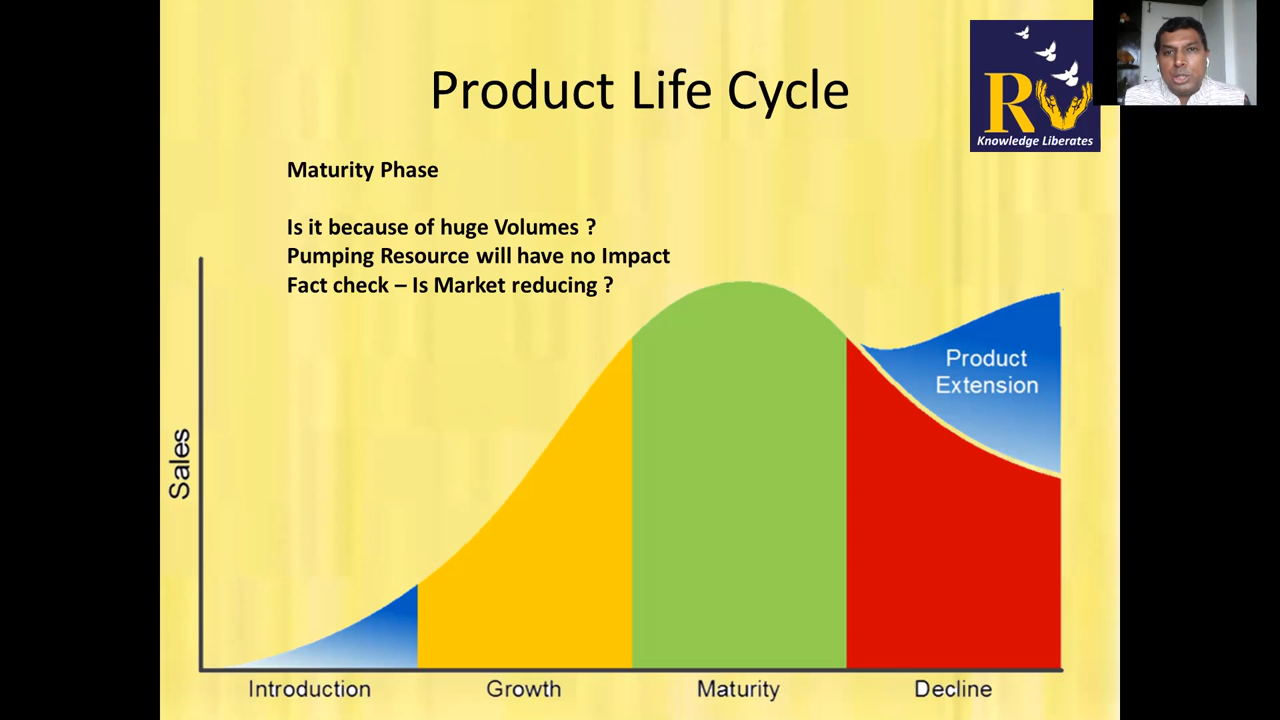 Product Life Cycle
RV
Knowledge Liberates
Maturity Phase
Is it because of huge Volumes ?
Pumping Resource will have no Impact
Fact check – Is Market reducing ?
Product
Extension
Sales
Introduction
Growth
Maturity
Decline